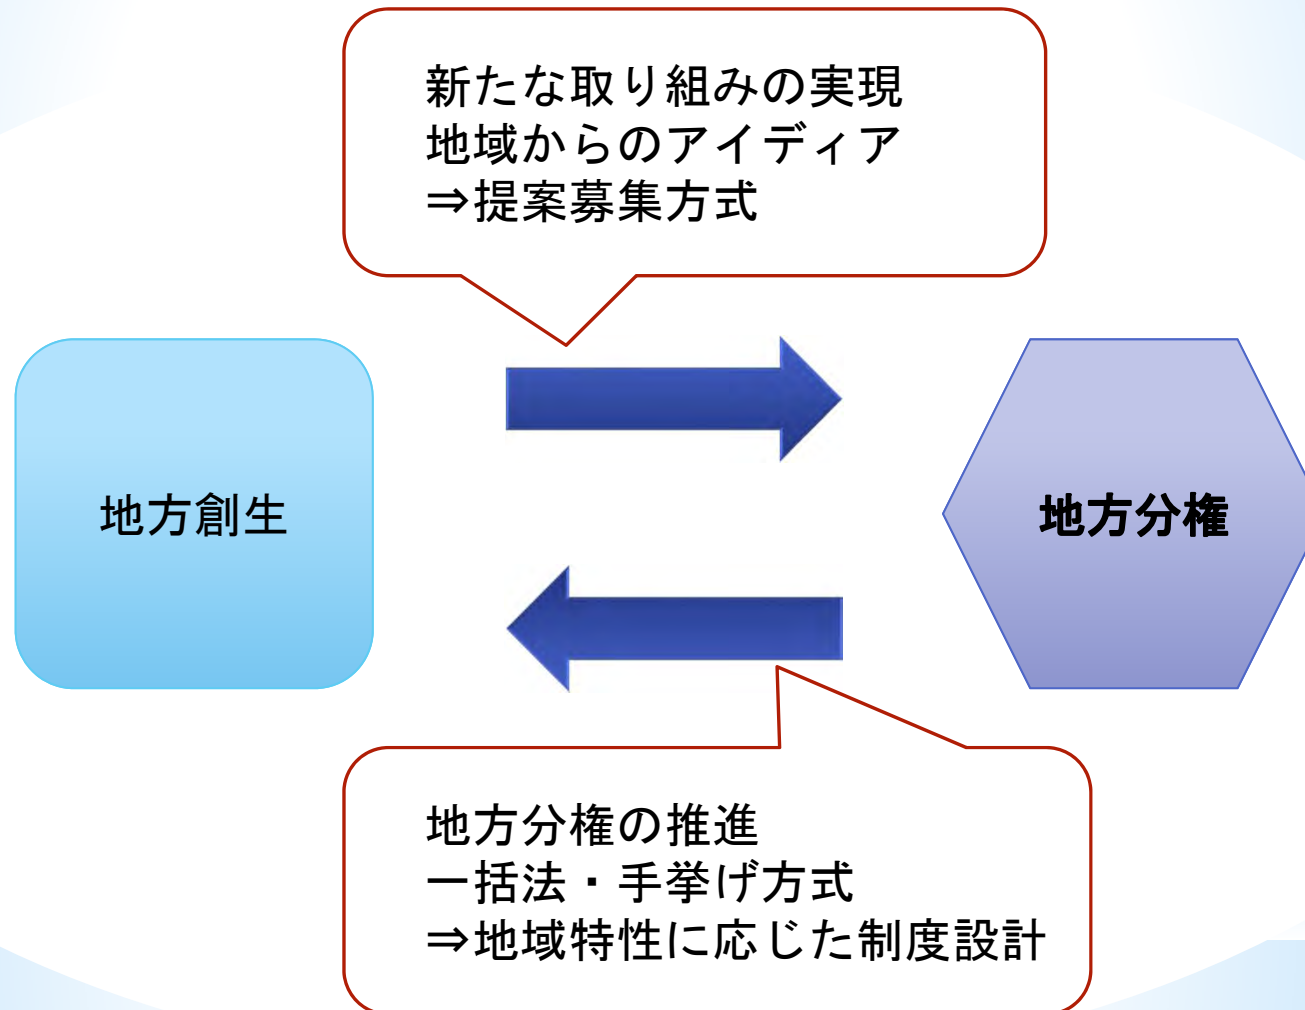 新たな取り組みの実現
地域からのアイディア
⇒提案募集方式
地方創生
地方分権
地方分権の推進
一括法・手挙げ方式
⇒地域特性に応じた制度設計